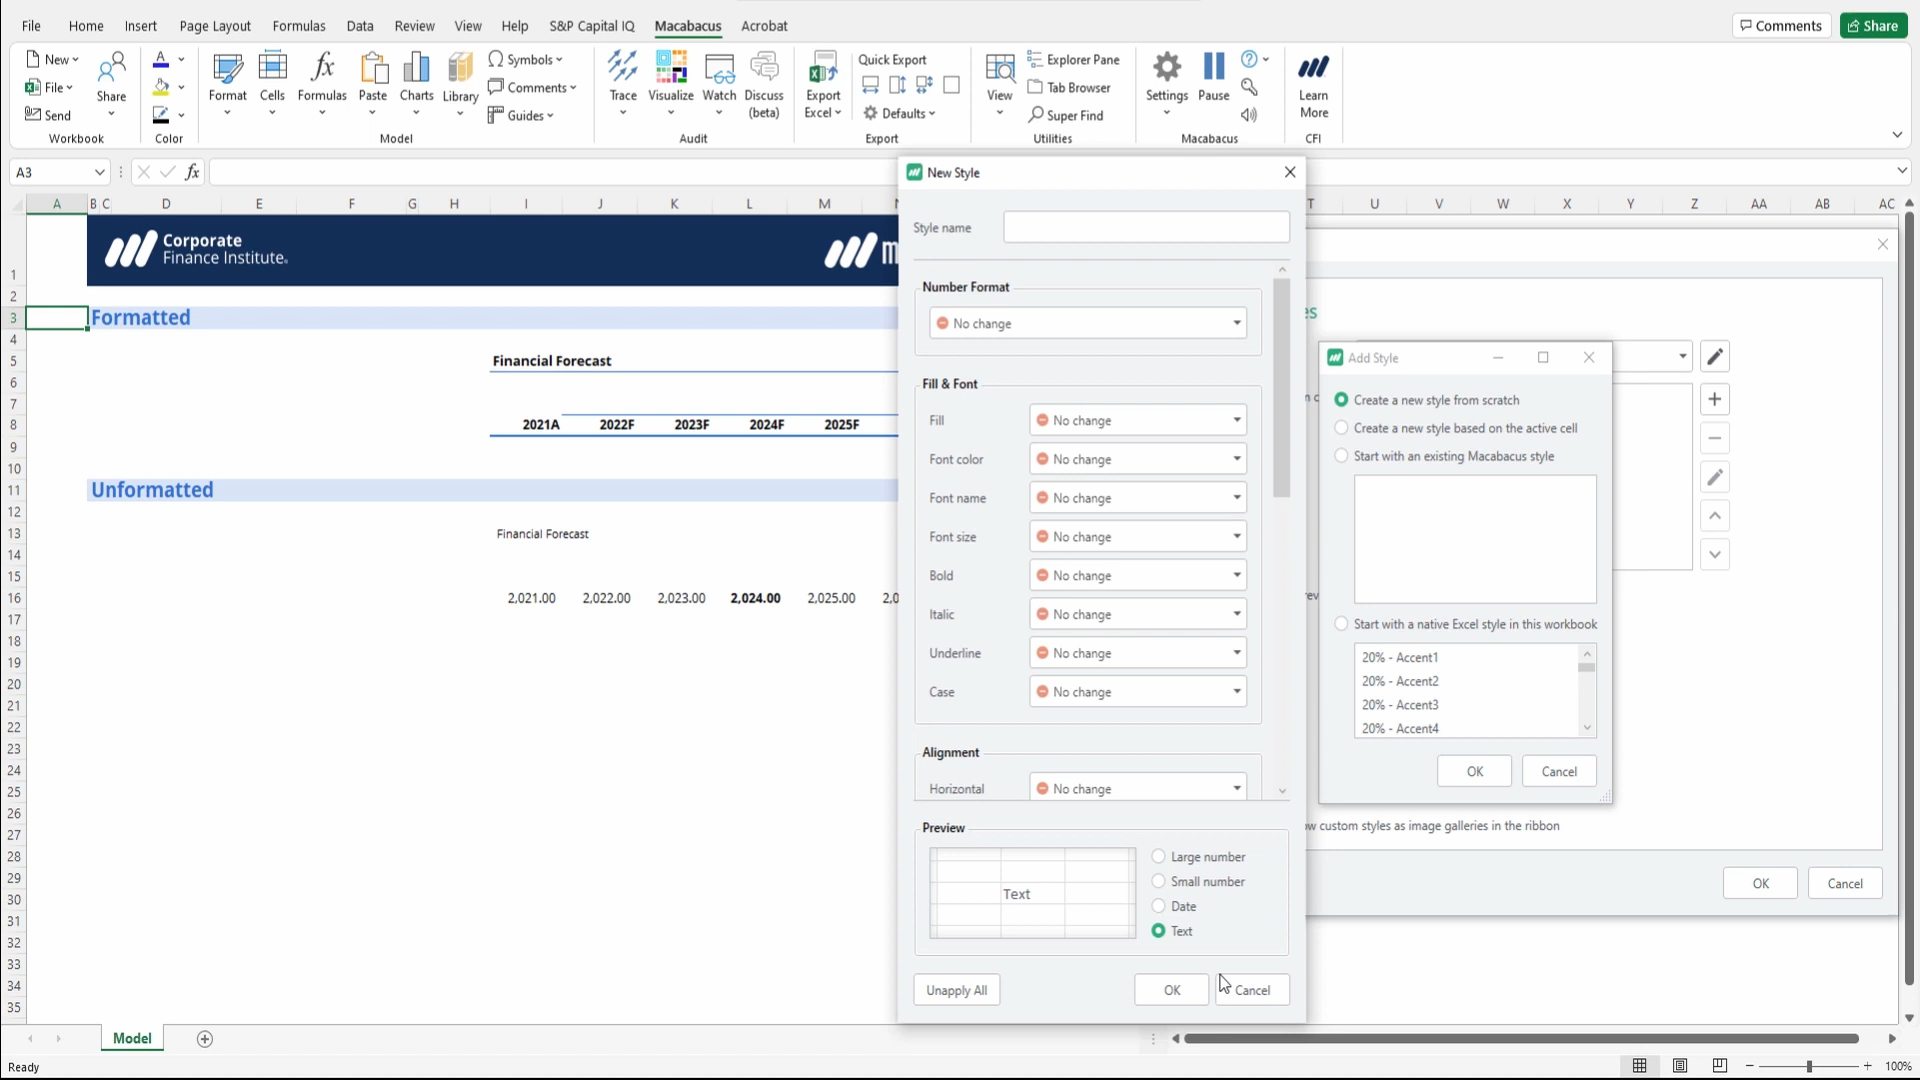 File Home Insert Page Layout Formulas Data Review View Help S&P Capital IQ Macabacus Acrobat Comments Share
New File Send Workbook
Share
Color
Format Cells Formulas Paste Charts Library Symbols Comments Guides Model
Trace Visualize Watch Discuss (beta) Audit
Export Excel Quick Export Defaults Export
View Explorer Pane Tab Browser Super Find Utilities
Settings Pause Macabacus
Learn More CFI
A3 fx
A B C D E F G H I J K L M T U V W X Y Z AA AB AC
Corporate
Finance Institute®
1
2
3 Formatted
4
5 Financial Forecast
6
7
8 2021A 2022F 2023F 2024F 2025F
9
10
11 Unformatted
12
13 Financial Forecast
14
15
16 2,021.00 2,022.00 2,023.00 2,024.00 2,025.00 2,0
17
18
19
20
21
22
23
24
25
26
27
28
29
30
31
32
33
34
35
New Style
Style name
Number Format
No change
Fill & Font
Fill No change
Font color No change
Font name No change
Font size No change
Bold No change
Italic No change
Underline No change
Case No change
Alignment
Horizontal No change
Preview
Text
Large number
Small number
Date
Text
Unapply All OK Cancel
es
Add Style
Create a new style from scratch
Create a new style based on the active cell
Start with an existing Macabacus style
Start with a native Excel style in this workbook
20% - Accent1
20% - Accent2
20% - Accent3
20% - Accent4
OK Cancel
ow custom styles as image galleries in the ribbon
OK Cancel
Model
Ready 100%